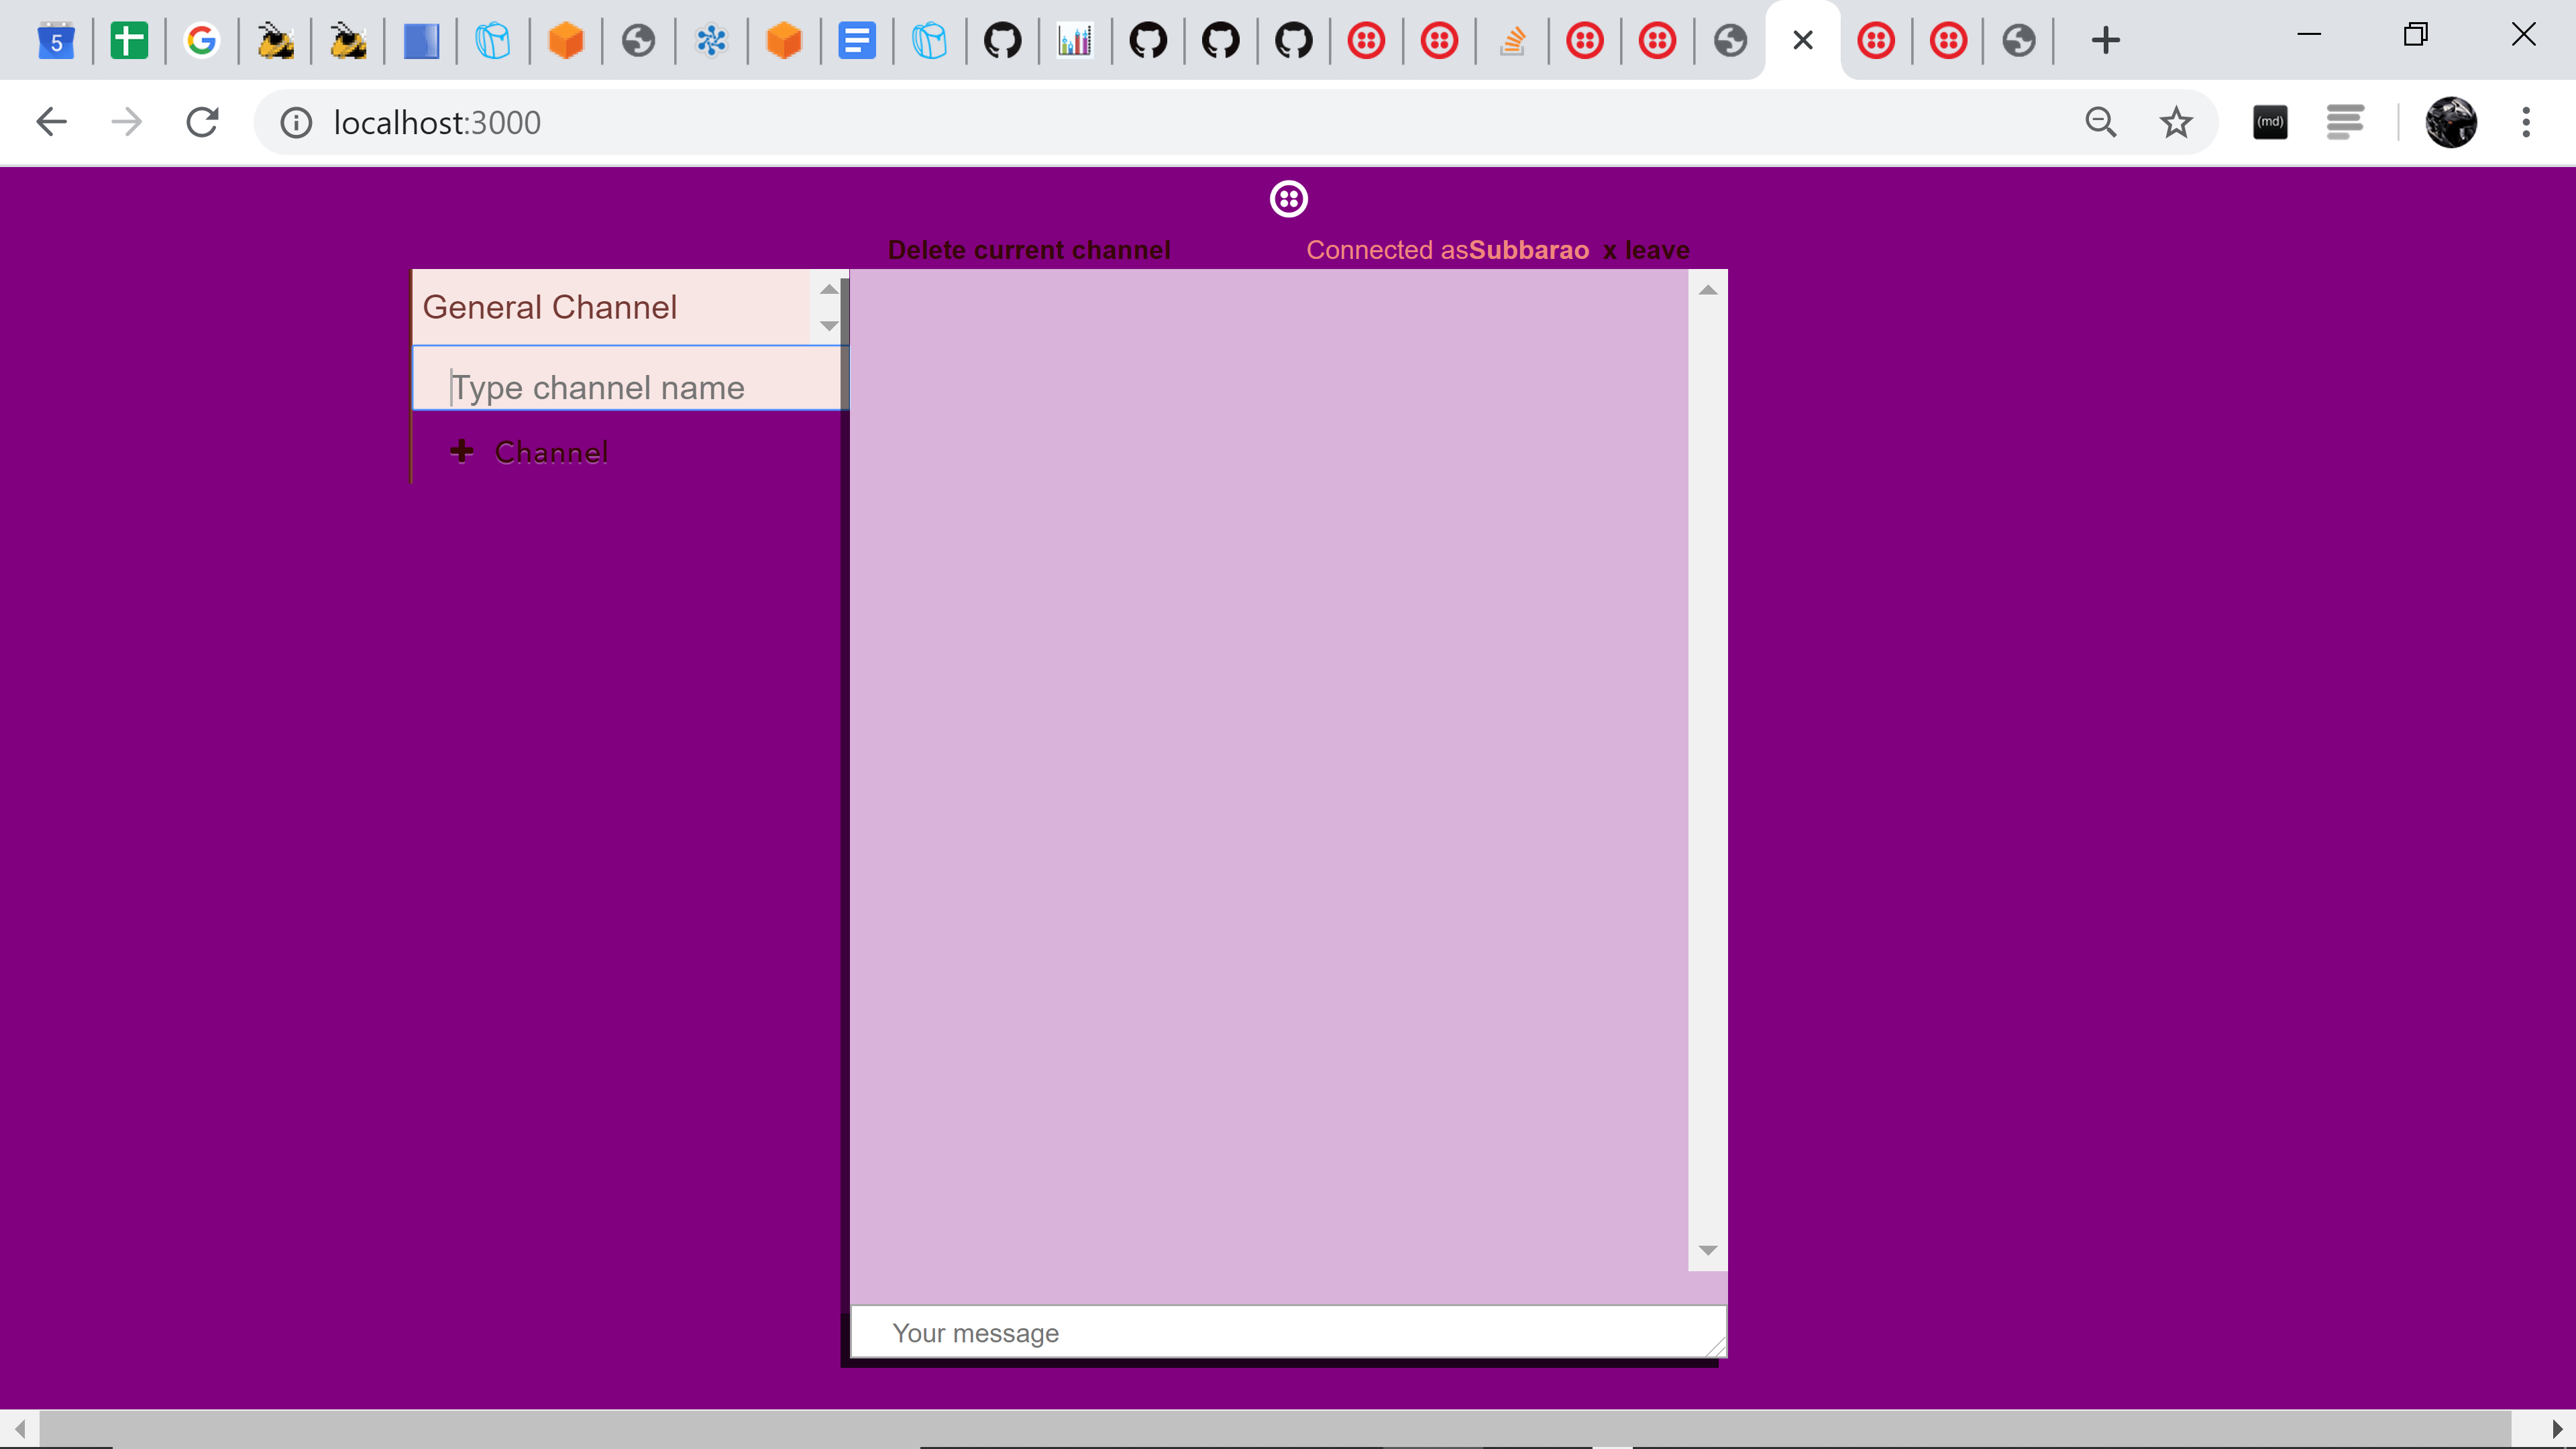 5
localhost:3000
(md)
Delete current channel
Connected asSubbarao x leave
General Channel
Type channel name
+ Channel
Your message